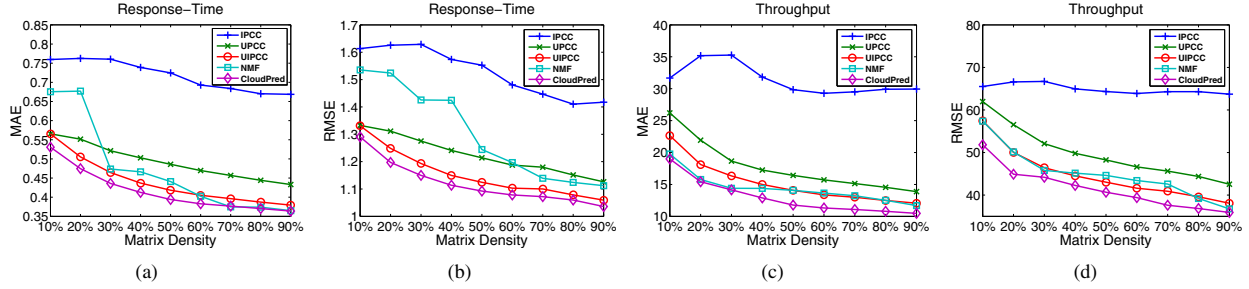 Response-Time
0.85
0.8
0.75
0.7
0.65
0.6
0.55
0.5
0.45
0.4
0.35
MAE
IPCC
UPCC
UIPCC
NMF
CloudPred
10% 20% 30% 40% 50% 60% 70% 80% 90%
Matrix Density
(a)
Response-Time
1.7
1.6
1.5
1.4
1.3
1.2
1.1
1
RMSE
IPCC
UPCC
UIPCC
NMF
CloudPred
10% 20% 30% 40% 50% 60% 70% 80% 90%
Matrix Density
(b)
Throughput
40
35
30
25
20
15
10
MAE
IPCC
UPCC
UIPCC
NMF
CloudPred
10% 20% 30% 40% 50% 60% 70% 80% 90%
Matrix Density
(c)
Throughput
80
70
60
50
40
RMSE
IPCC
UPCC
UIPCC
NMF
CloudPred
10% 20% 30% 40% 50% 60% 70% 80% 90%
Matrix Density
(d)